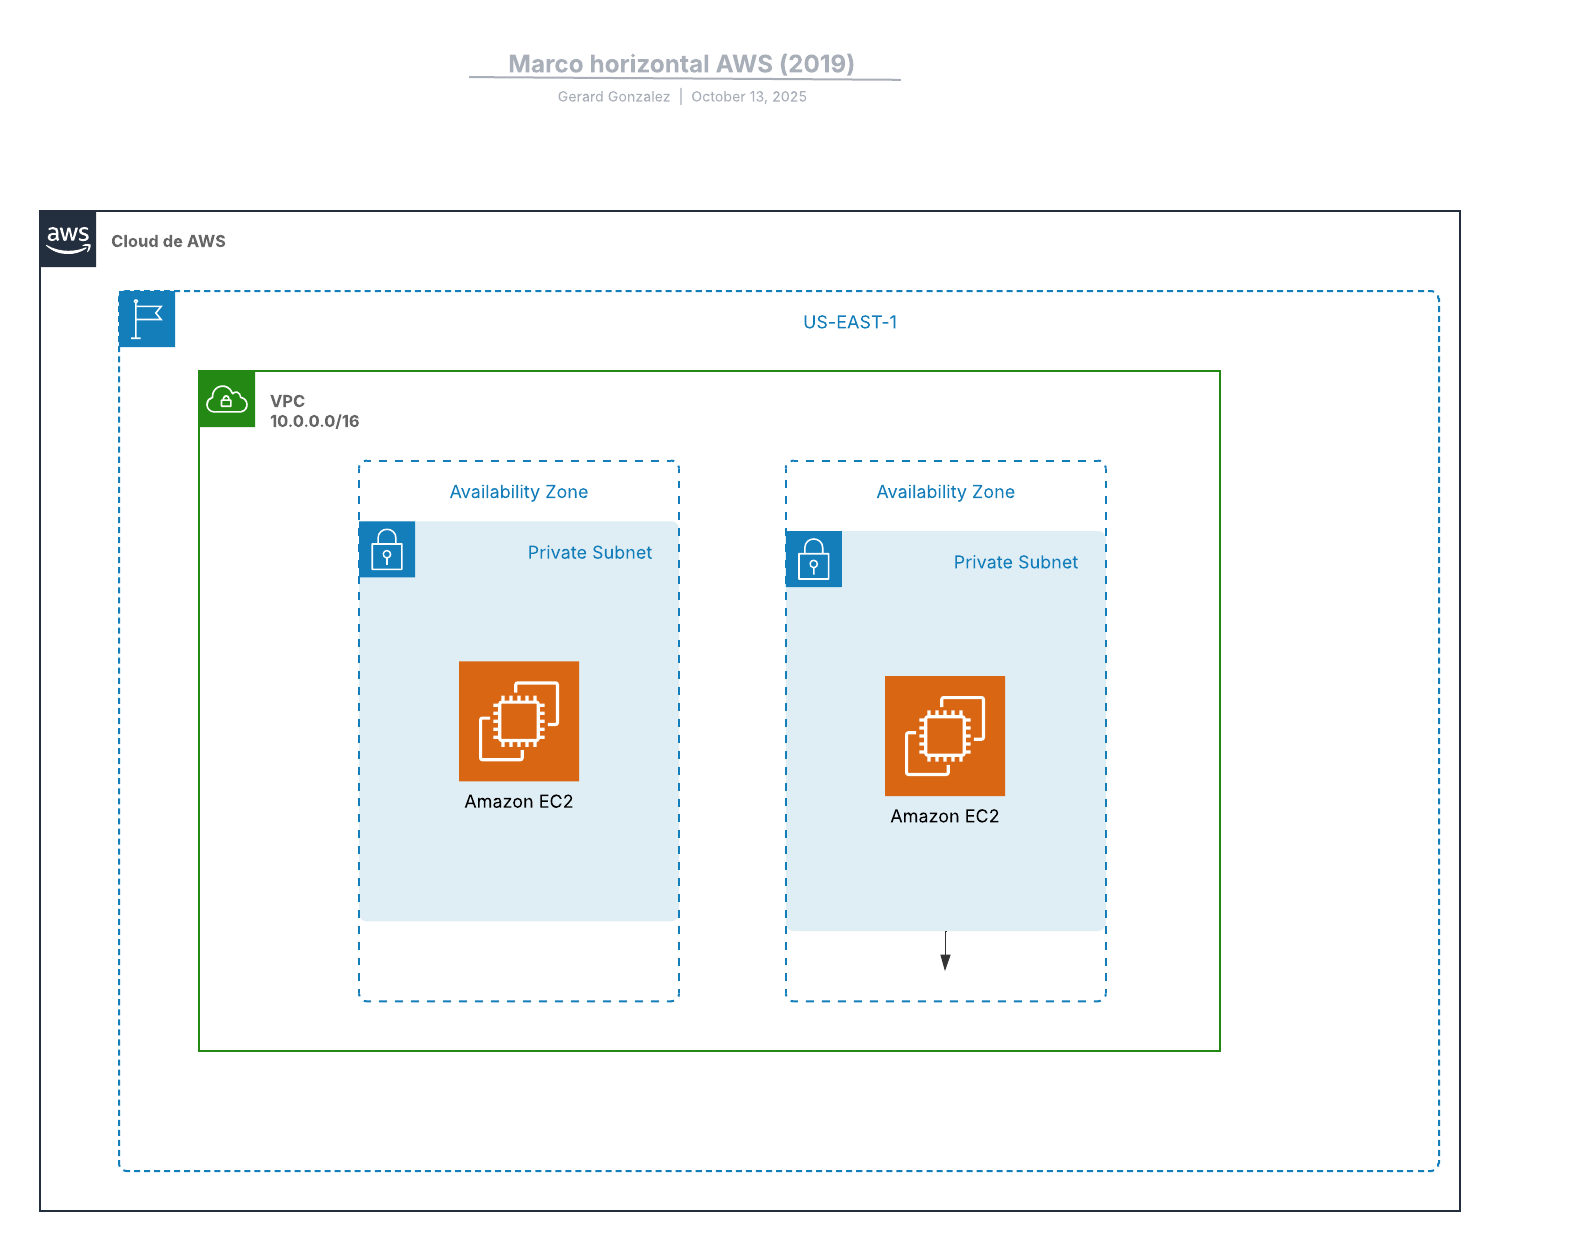 Marco horizontal AWS (2019)
Gerard Gonzalez | October 13, 2025
aws
Cloud de AWS
US-EAST-1
VPC
10.0.0.0/16
Availability Zone
Private Subnet
Amazon EC2
Availability Zone
Private Subnet
Amazon EC2